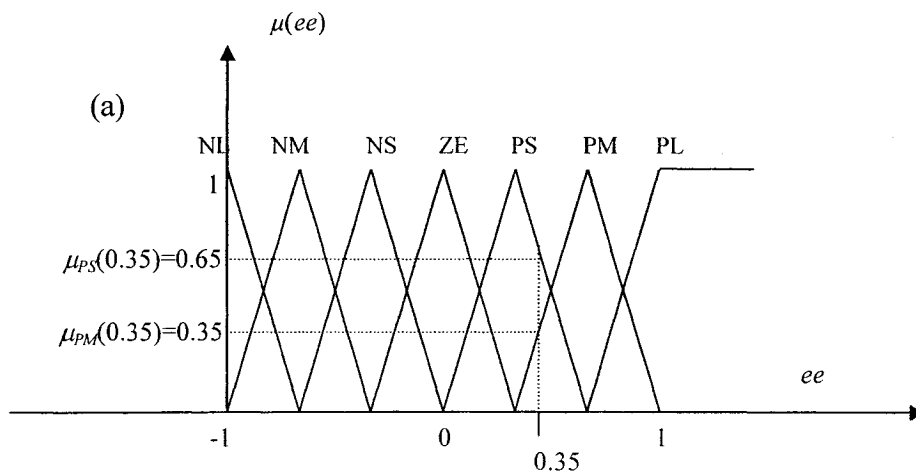 μ(ee)
(a)
NL NM NS ZE PS PM PL
1
μPS(0.35)=0.65
μPM(0.35)=0.35
ee
-1 0 1
0.35